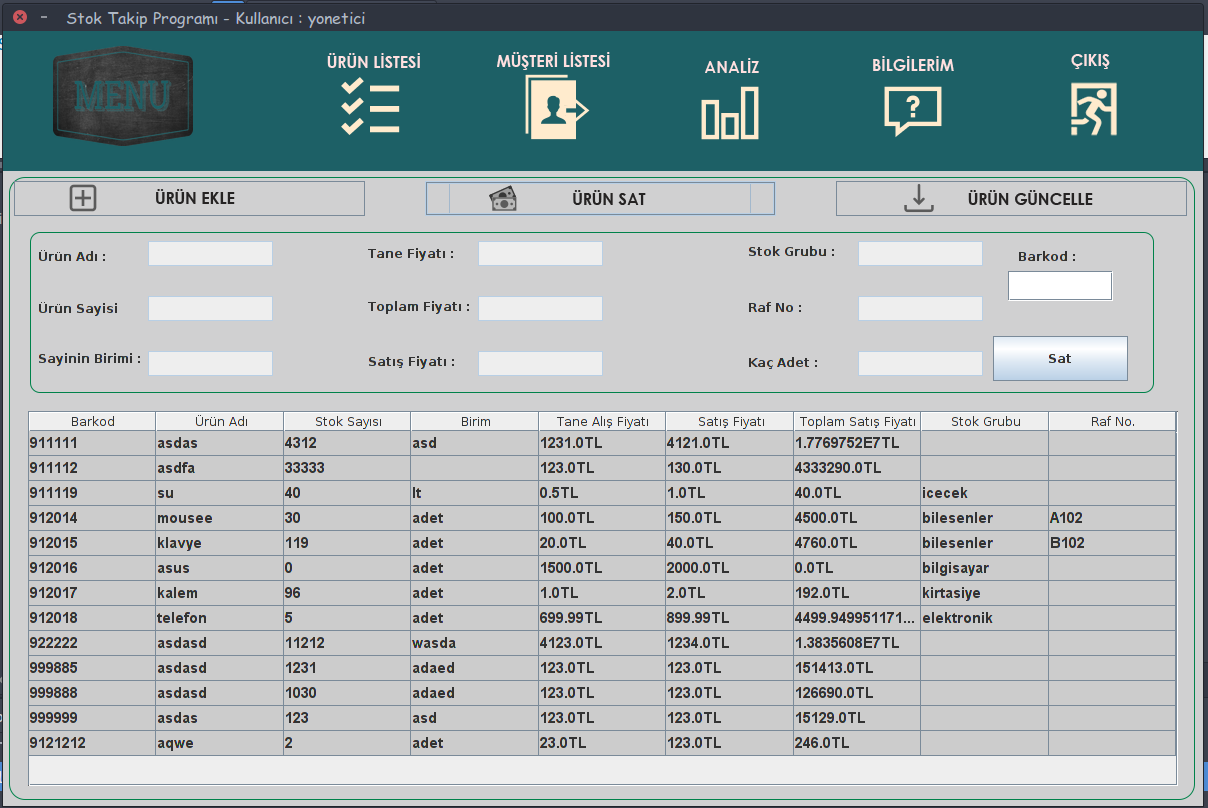 Stok Takip Programı - Kullanıcı : yonetici
MENU
ÜRÜN LİSTESİ
MÜŞTERİ LİSTESİ
ANALİZ
BİLGİLERİM
ÇIKIŞ
ÜRÜN EKLE
ÜRÜN SAT
ÜRÜN GÜNCELLE
Ürün Adı :
Tane Fiyatı :
Stok Grubu :
Barkod :
Ürün Sayisi
Toplam Fiyatı :
Raf No :
Sayinin Birimi :
Satış Fiyatı :
Kaç Adet :
Sat
Barkod Ürün Adı Stok Sayısı Birim Tane Alış Fiyatı Satış Fiyatı Toplam Satış Fiyatı Stok Grubu Raf No.
911111 asdas 4312 asd 1231.0TL 4121.0TL 1.7769752E7TL
911112 asdfa 33333 123.0TL 130.0TL 4333290.0TL
911119 su 40 lt 0.5TL 1.0TL 40.0TL icecek
912014 mousee 30 adet 100.0TL 150.0TL 4500.0TL bilesenler A102
912015 klavye 119 adet 20.0TL 40.0TL 4760.0TL bilesenler B102
912016 asus 0 adet 1500.0TL 2000.0TL 0.0TL bilgisayar
912017 kalem 96 adet 1.0TL 2.0TL 192.0TL kirtasiye
912018 telefon 5 adet 699.99TL 899.99TL 4499.949951171... elektronik
922222 asdasd 11212 wasda 4123.0TL 1234.0TL 1.3835608E7TL
999885 asdasd 1231 adaed 123.0TL 123.0TL 151413.0TL
999888 asdasd 1030 adaed 123.0TL 123.0TL 126690.0TL
999999 asdas 123 asd 123.0TL 123.0TL 15129.0TL
9121212 aqwe 2 adet 23.0TL 123.0TL 246.0TL